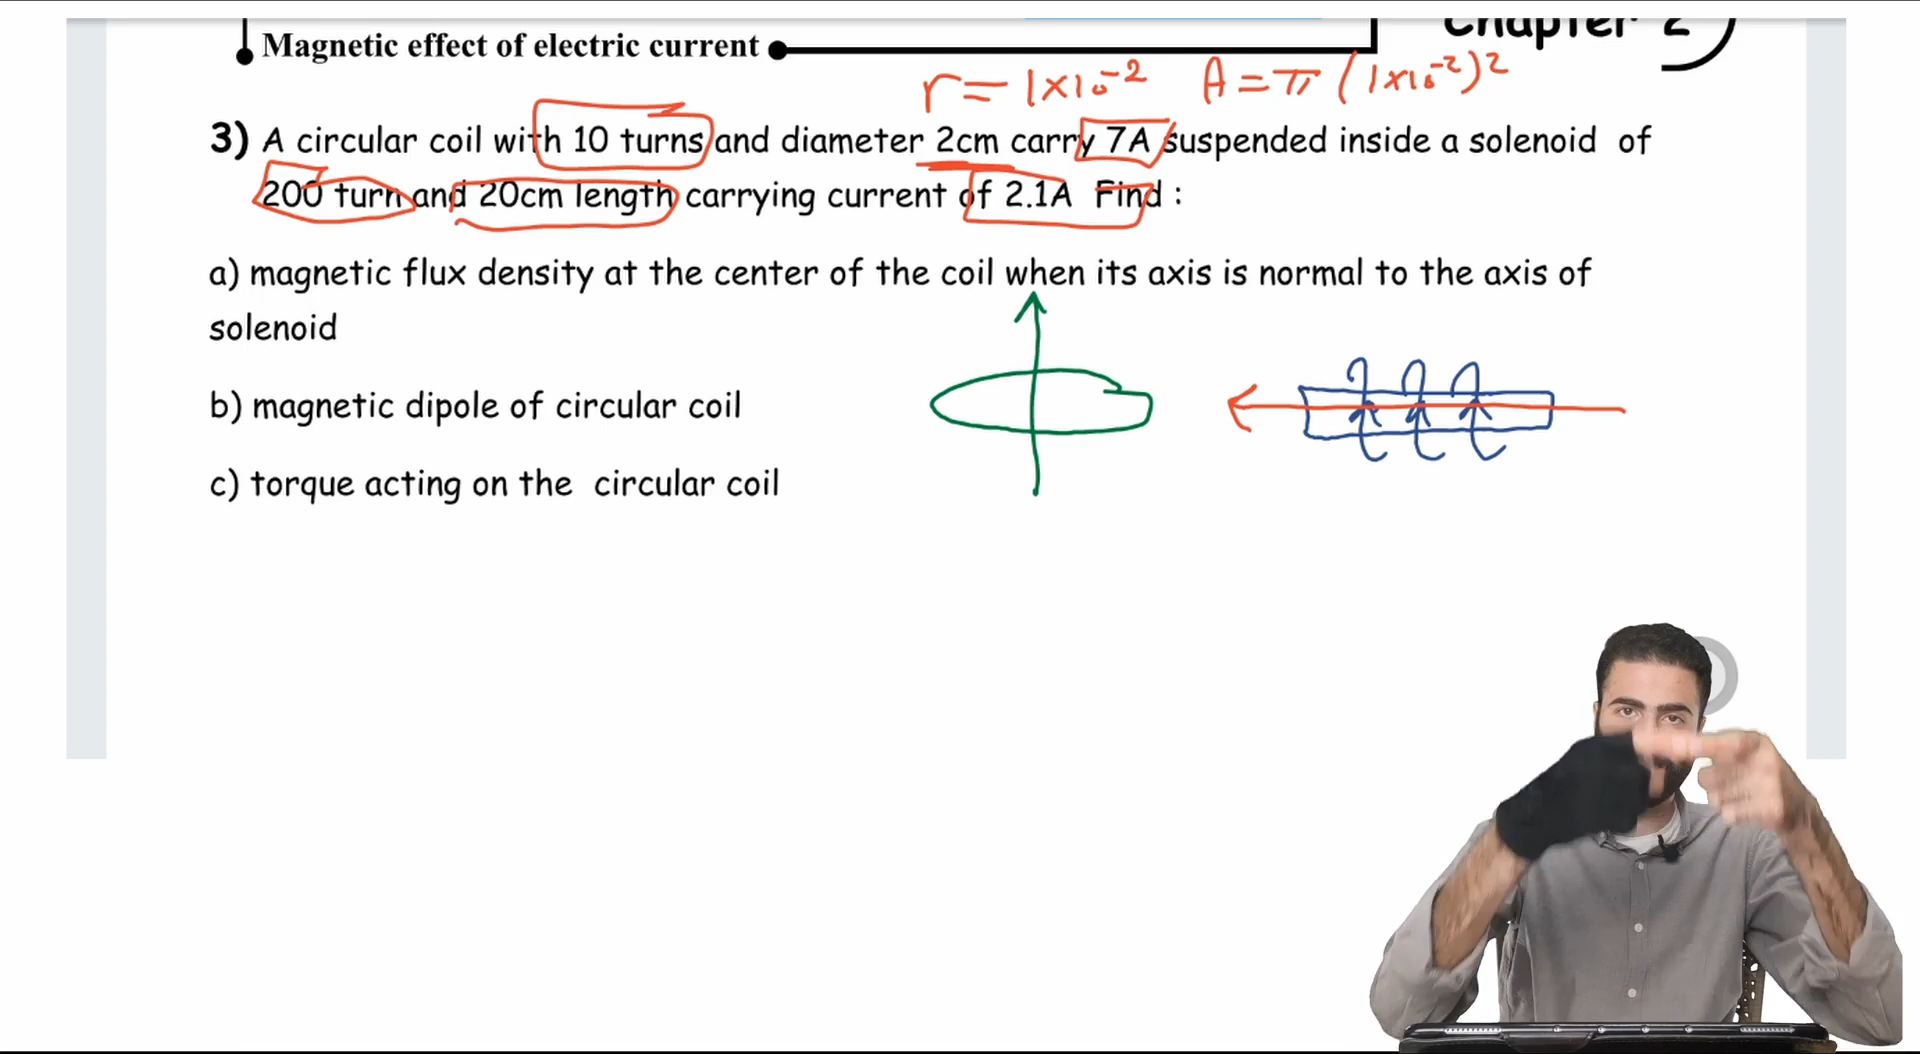 Chapter 2
Magnetic effect of electric current
r = 1×10⁻² A = π (1×10⁻²)²
3) A circular coil with 10 turns and diameter 2cm carry 7A suspended inside a solenoid of
200 turn and 20cm length carrying current of 2.1A Find :
a) magnetic flux density at the center of the coil when its axis is normal to the axis of
solenoid
b) magnetic dipole of circular coil
c) torque acting on the circular coil